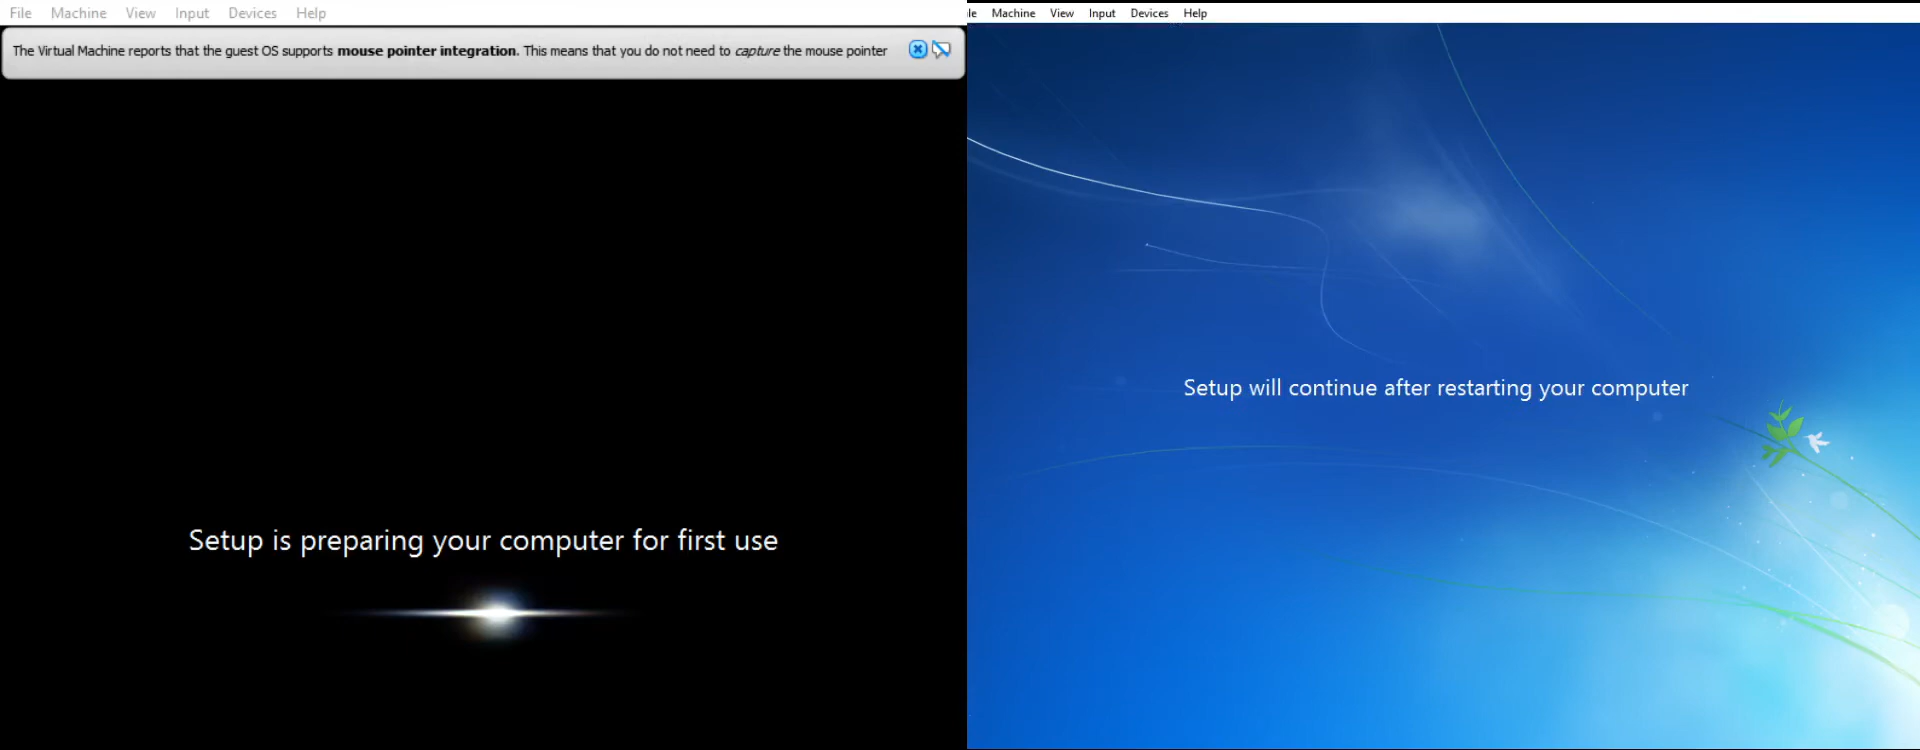 File Machine View Input Devices Help
The Virtual Machine reports that the guest OS supports mouse pointer integration. This means that you do not need to capture the mouse pointer
Setup is preparing your computer for first use
le Machine View Input Devices Help
Setup will continue after restarting your computer